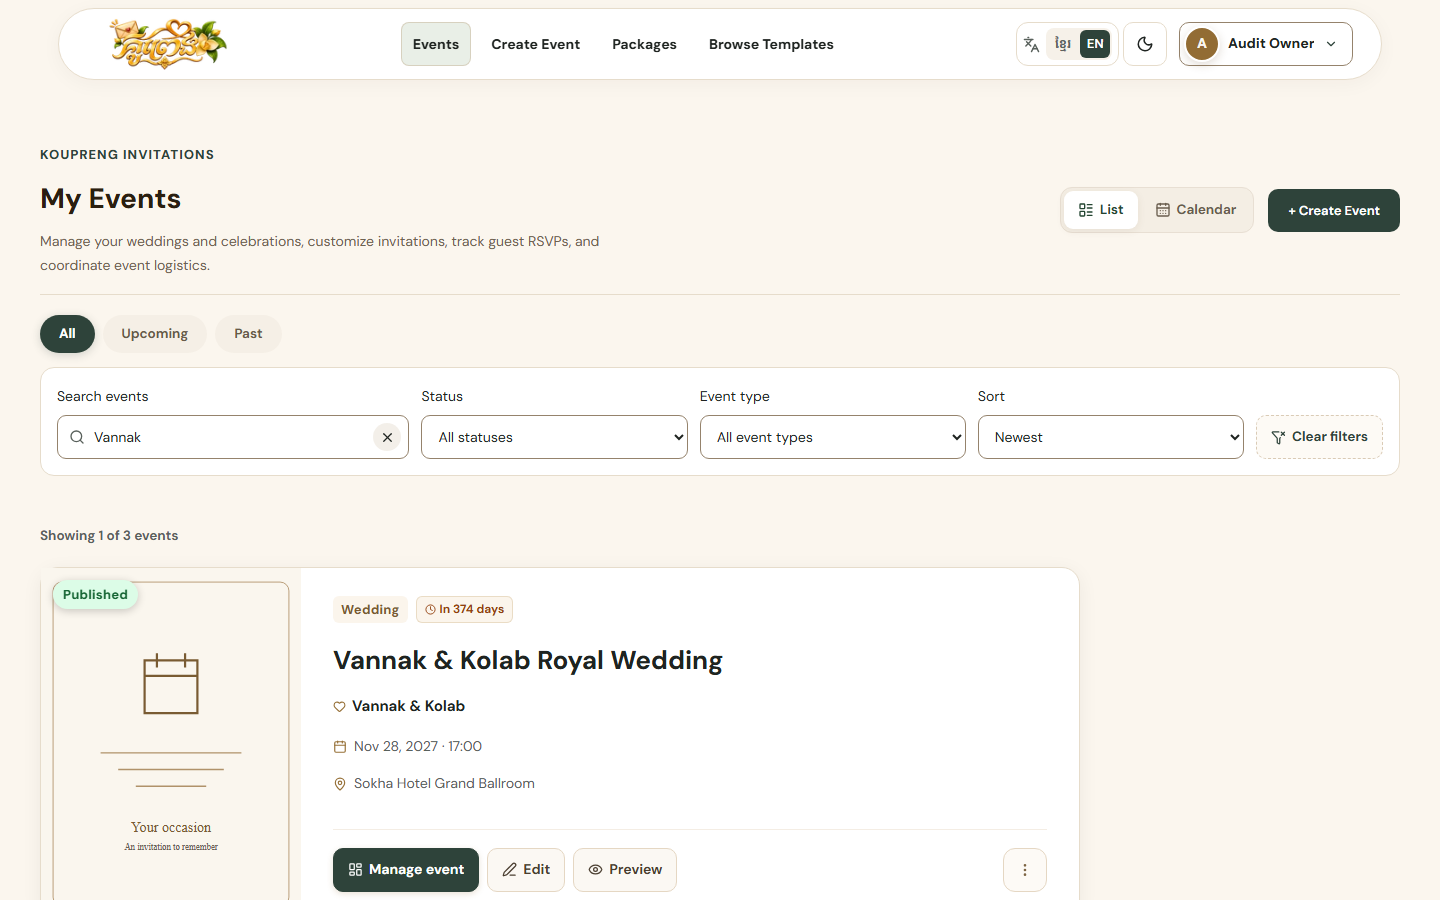 គូព្រេង
Events
Create Event
Packages
Browse Templates
ខ្មែរ
EN
A
Audit Owner
KOUPRENG INVITATIONS
My Events
Manage your weddings and celebrations, customize invitations, track guest RSVPs, and
coordinate event logistics.
List
Calendar
+ Create Event
All
Upcoming
Past
Search events
Status
Event type
Sort
Vannak
All statuses
All event types
Newest
Clear filters
Showing 1 of 3 events
Published
Your occasion
An invitation to remember
Wedding
In 374 days
Vannak & Kolab Royal Wedding
Vannak & Kolab
Nov 28, 2027 · 17:00
Sokha Hotel Grand Ballroom
Manage event
Edit
Preview